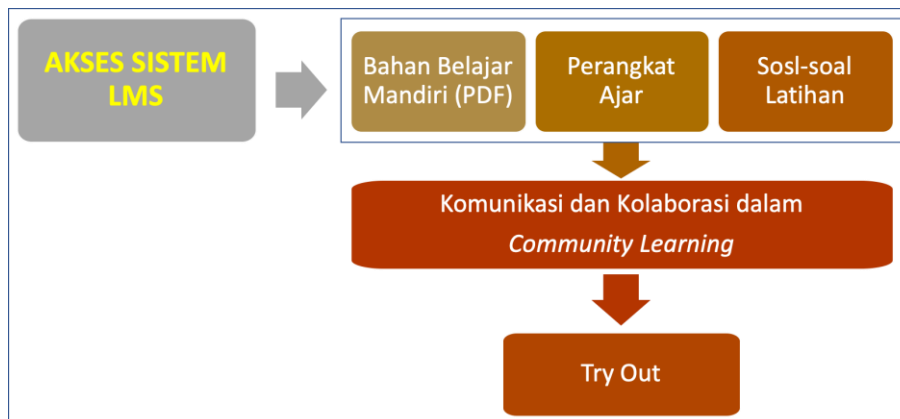 AKSES SISTEM
LMS
Bahan Belajar
Mandiri (PDF)
Perangkat
Ajar
Sosl-soal
Latihan
Komunikasi dan Kolaborasi dalam
Community Learning
Try Out